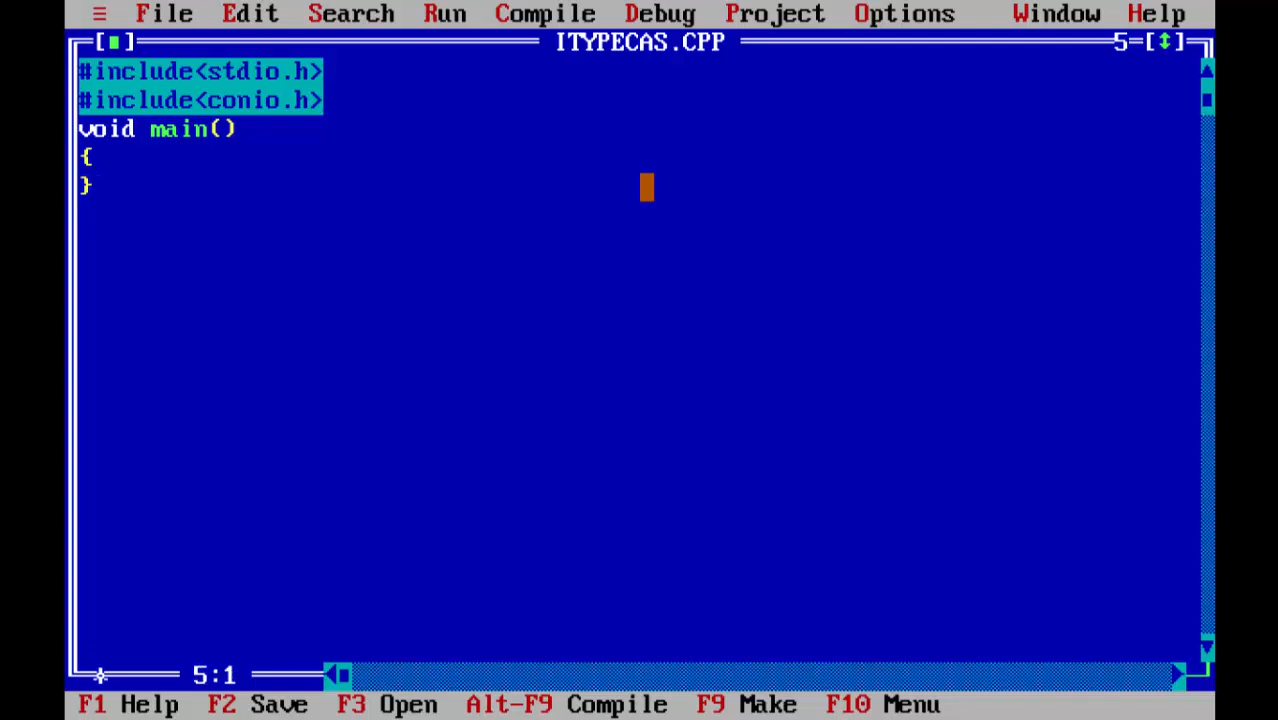 ≡ File Edit Search Run Compile Debug Project Options Window Help
[■] ITYPECAS.CPP 5=[↕]
#include<stdio.h>
#include<conio.h>
void main()
{
}
5:1
F1 Help F2 Save F3 Open Alt-F9 Compile F9 Make F10 Menu